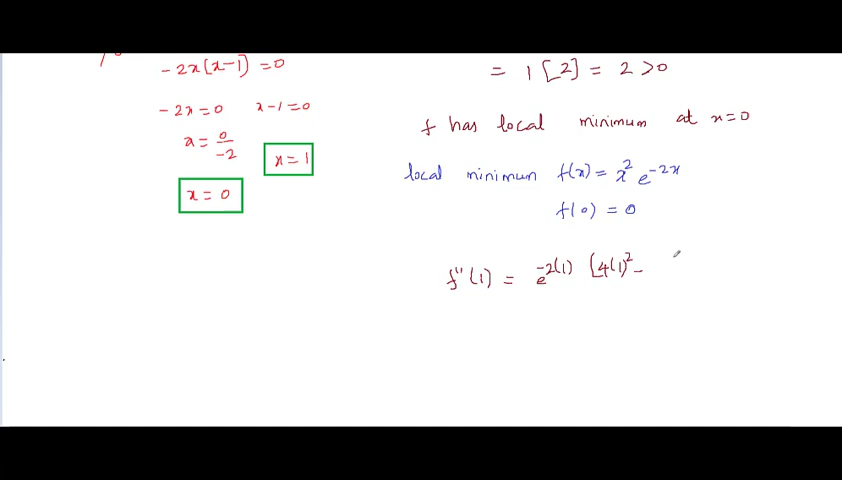 -2x(x-1) = 0
-2x = 0 x-1 = 0
x = 0/-2
x = 1
x = 0
= 1 [2] = 2 > 0
f has local minimum at x=0
local minimum f(x) = x² e^-2x
f(0) = 0
f''(1) = e^-2(1) [4(1)² -